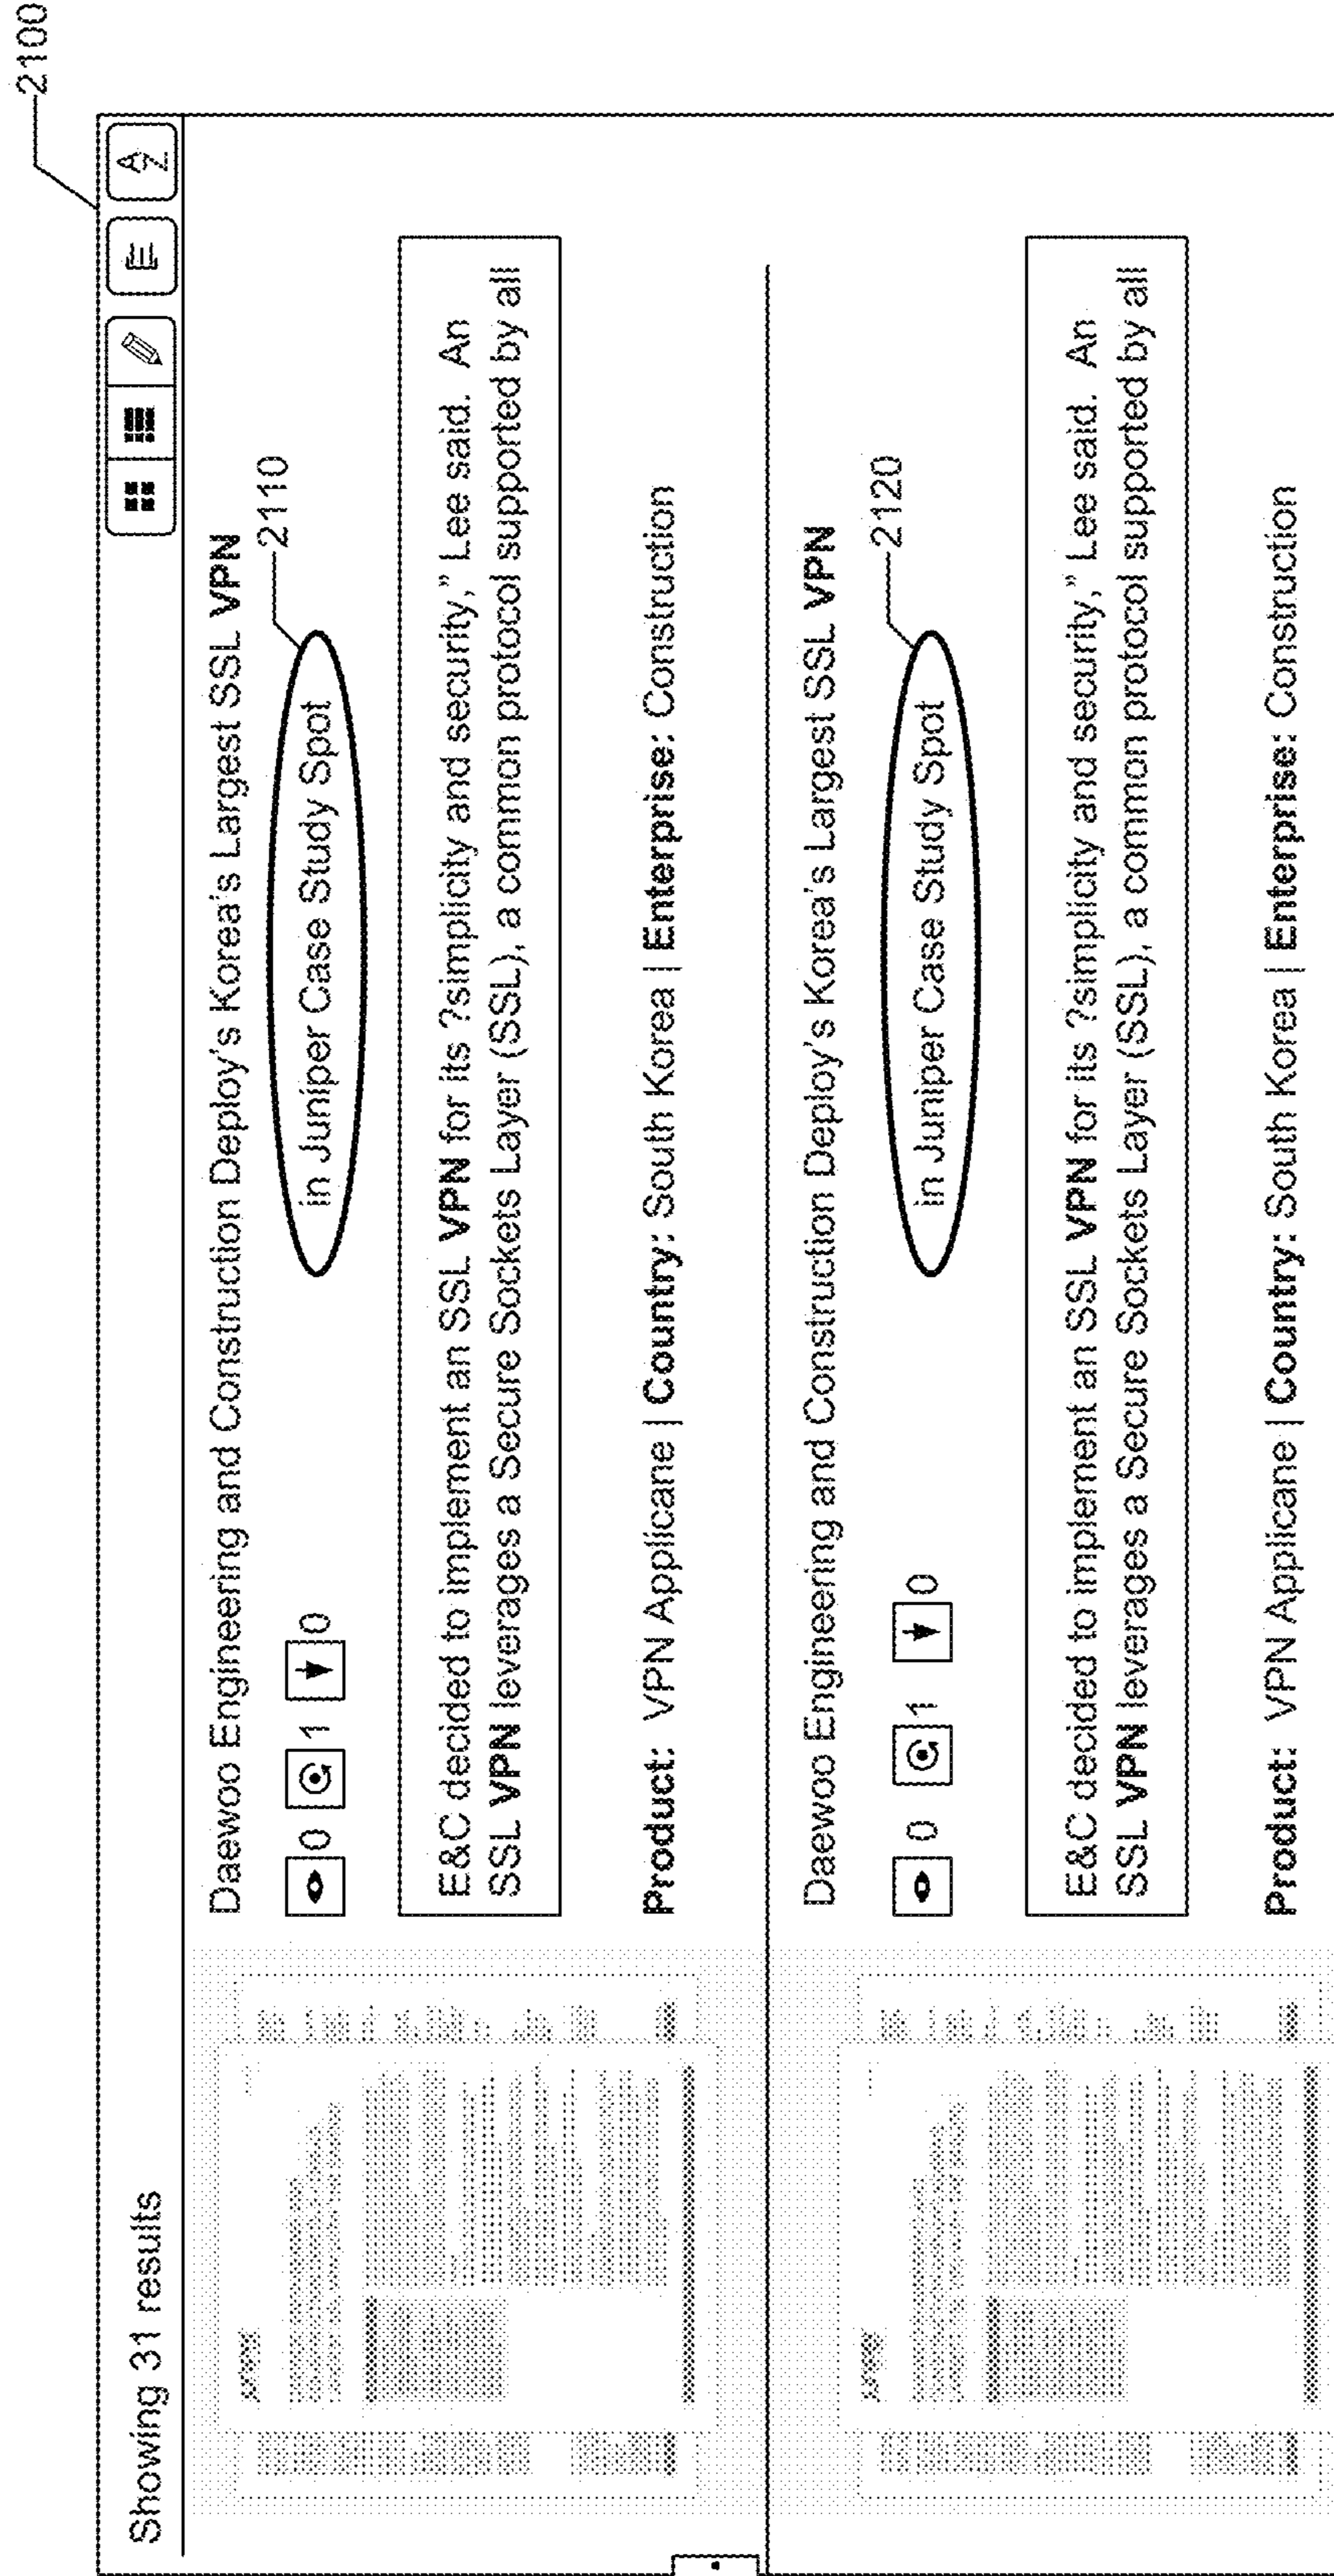 2100
Showing 31 results
A
Z
Daewoo Engineering and Construction Deploy's Korea's Largest SSL VPN
0 1 0
in Juniper Case Study Spot
2110
E&C decided to implement an SSL VPN for its ?simplicity and security,” Lee said. An
SSL VPN leverages a Secure Sockets Layer (SSL), a common protocol supported by all
Product: VPN Applicane | Country: South Korea | Enterprise: Construction
Daewoo Engineering and Construction Deploy's Korea's Largest SSL VPN
0 1 0
in Juniper Case Study Spot
2120
E&C decided to implement an SSL VPN for its ?simplicity and security,” Lee said. An
SSL VPN leverages a Secure Sockets Layer (SSL), a common protocol supported by all
Product: VPN Applicane | Country: South Korea | Enterprise: Construction